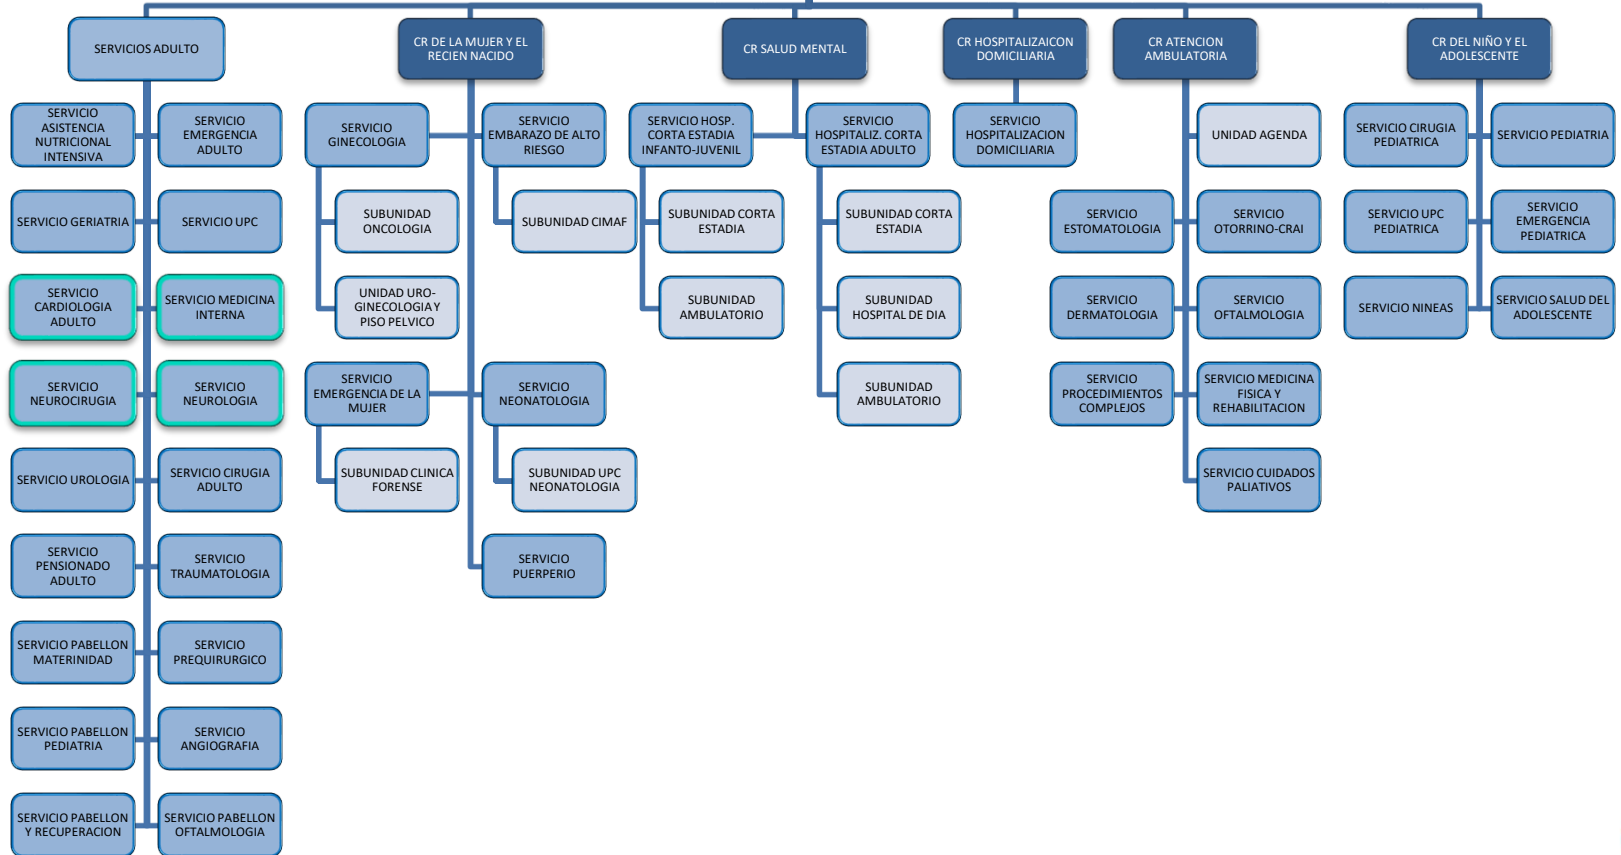 SERVICIOS ADULTO
CR DE LA MUJER Y EL
RECIEN NACIDO
CR SALUD MENTAL
CR HOSPITALIZAICON
DOMICILIARIA
CR ATENCION
AMBULATORIA
CR DEL NIÑO Y EL
ADOLESCENTE
SERVICIO
ASISTENCIA
NUTRICIONAL
INTENSIVA
SERVICIO
EMERGENCIA
ADULTO
SERVICIO GERIATRIA
SERVICIO UPC
SERVICIO
CARDIOLOGIA
ADULTO
SERVICIO MEDICINA
INTERNA
SERVICIO
NEUROCIRUGIA
SERVICIO
NEUROLOGIA
SERVICIO UROLOGIA
SERVICIO CIRUGIA
ADULTO
SERVICIO
PENSIONADO
ADULTO
SERVICIO
TRAUMATOLOGIA
SERVICIO PABELLON
MATERINIDAD
SERVICIO
PREQUIRURGICO
SERVICIO PABELLON
PEDIATRIA
SERVICIO
ANGIOGRAFIA
SERVICIO PABELLON
Y RECUPERACION
SERVICIO PABELLON
OFTALMOLOGIA
SERVICIO
GINECOLOGIA
SERVICIO
EMBARAZO DE ALTO
RIESGO
SUBUNIDAD
ONCOLOGIA
SUBUNIDAD CIMAF
UNIDAD URO-
GINECOLOGIA Y
PISO PELVICO
SERVICIO
EMERGENCIA DE LA
MUJER
SERVICIO
NEONATOLOGIA
SUBUNIDAD CLINICA
FORENSE
SUBUNIDAD UPC
NEONATOLOGIA
SERVICIO
PUERPERIO
SERVICIO HOSP.
CORTA ESTADIA
INFANTO-JUVENIL
SERVICIO
HOSPITALIZ. CORTA
ESTADIA ADULTO
SUBUNIDAD CORTA
ESTADIA
SUBUNIDAD CORTA
ESTADIA
SUBUNIDAD
AMBULATORIO
SUBUNIDAD
HOSPITAL DE DIA
SUBUNIDAD
AMBULATORIO
SERVICIO
HOSPITALIZACION
DOMICILIARIA
UNIDAD AGENDA
SERVICIO
ESTOMATOLOGIA
SERVICIO
OTORRINO-CRAI
SERVICIO
DERMATOLOGIA
SERVICIO
OFTALMOLOGIA
SERVICIO
PROCEDIMIENTOS
COMPLEJOS
SERVICIO MEDICINA
FISICA Y
REHABILITACION
SERVICIO CUIDADOS
PALIATIVOS
SERVICIO CIRUGIA
PEDIATRICA
SERVICIO PEDIATRIA
SERVICIO UPC
PEDIATRICA
SERVICIO
EMERGENCIA
PEDIATRICA
SERVICIO NINEAS
SERVICIO SALUD DEL
ADOLESCENTE